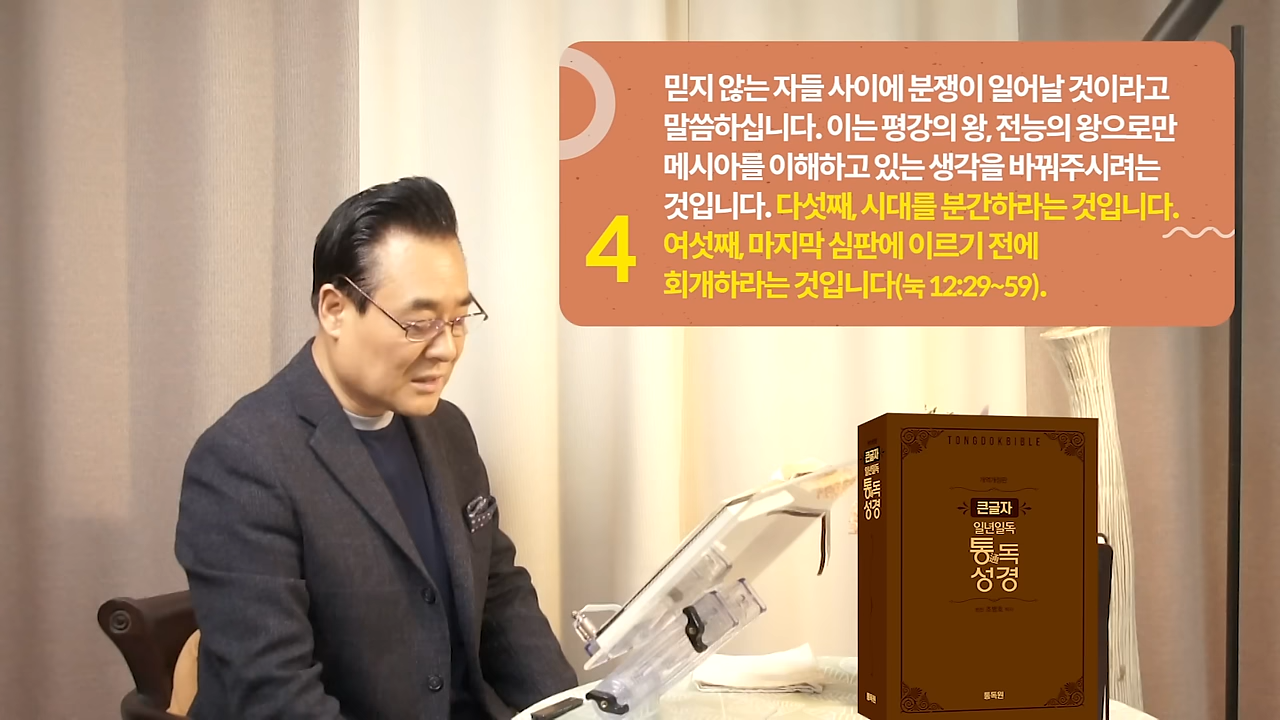 믿지 않는 자들 사이에 분쟁이 일어날 것이라고
말씀하십니다. 이는 평강의 왕, 전능의 왕으로만
메시아를 이해하고 있는 생각을 바꿔주시려는
것입니다. 다섯째, 시대를 분간하라는 것입니다.
4 여섯째, 마지막 심판에 이르기 전에
회개하라는 것입니다(눅 12:29~59).
TONGDOKBIBLE
큰글자
일년일독
통독
성경
통독원
큰글자
일년일독
통독
성경
통독원